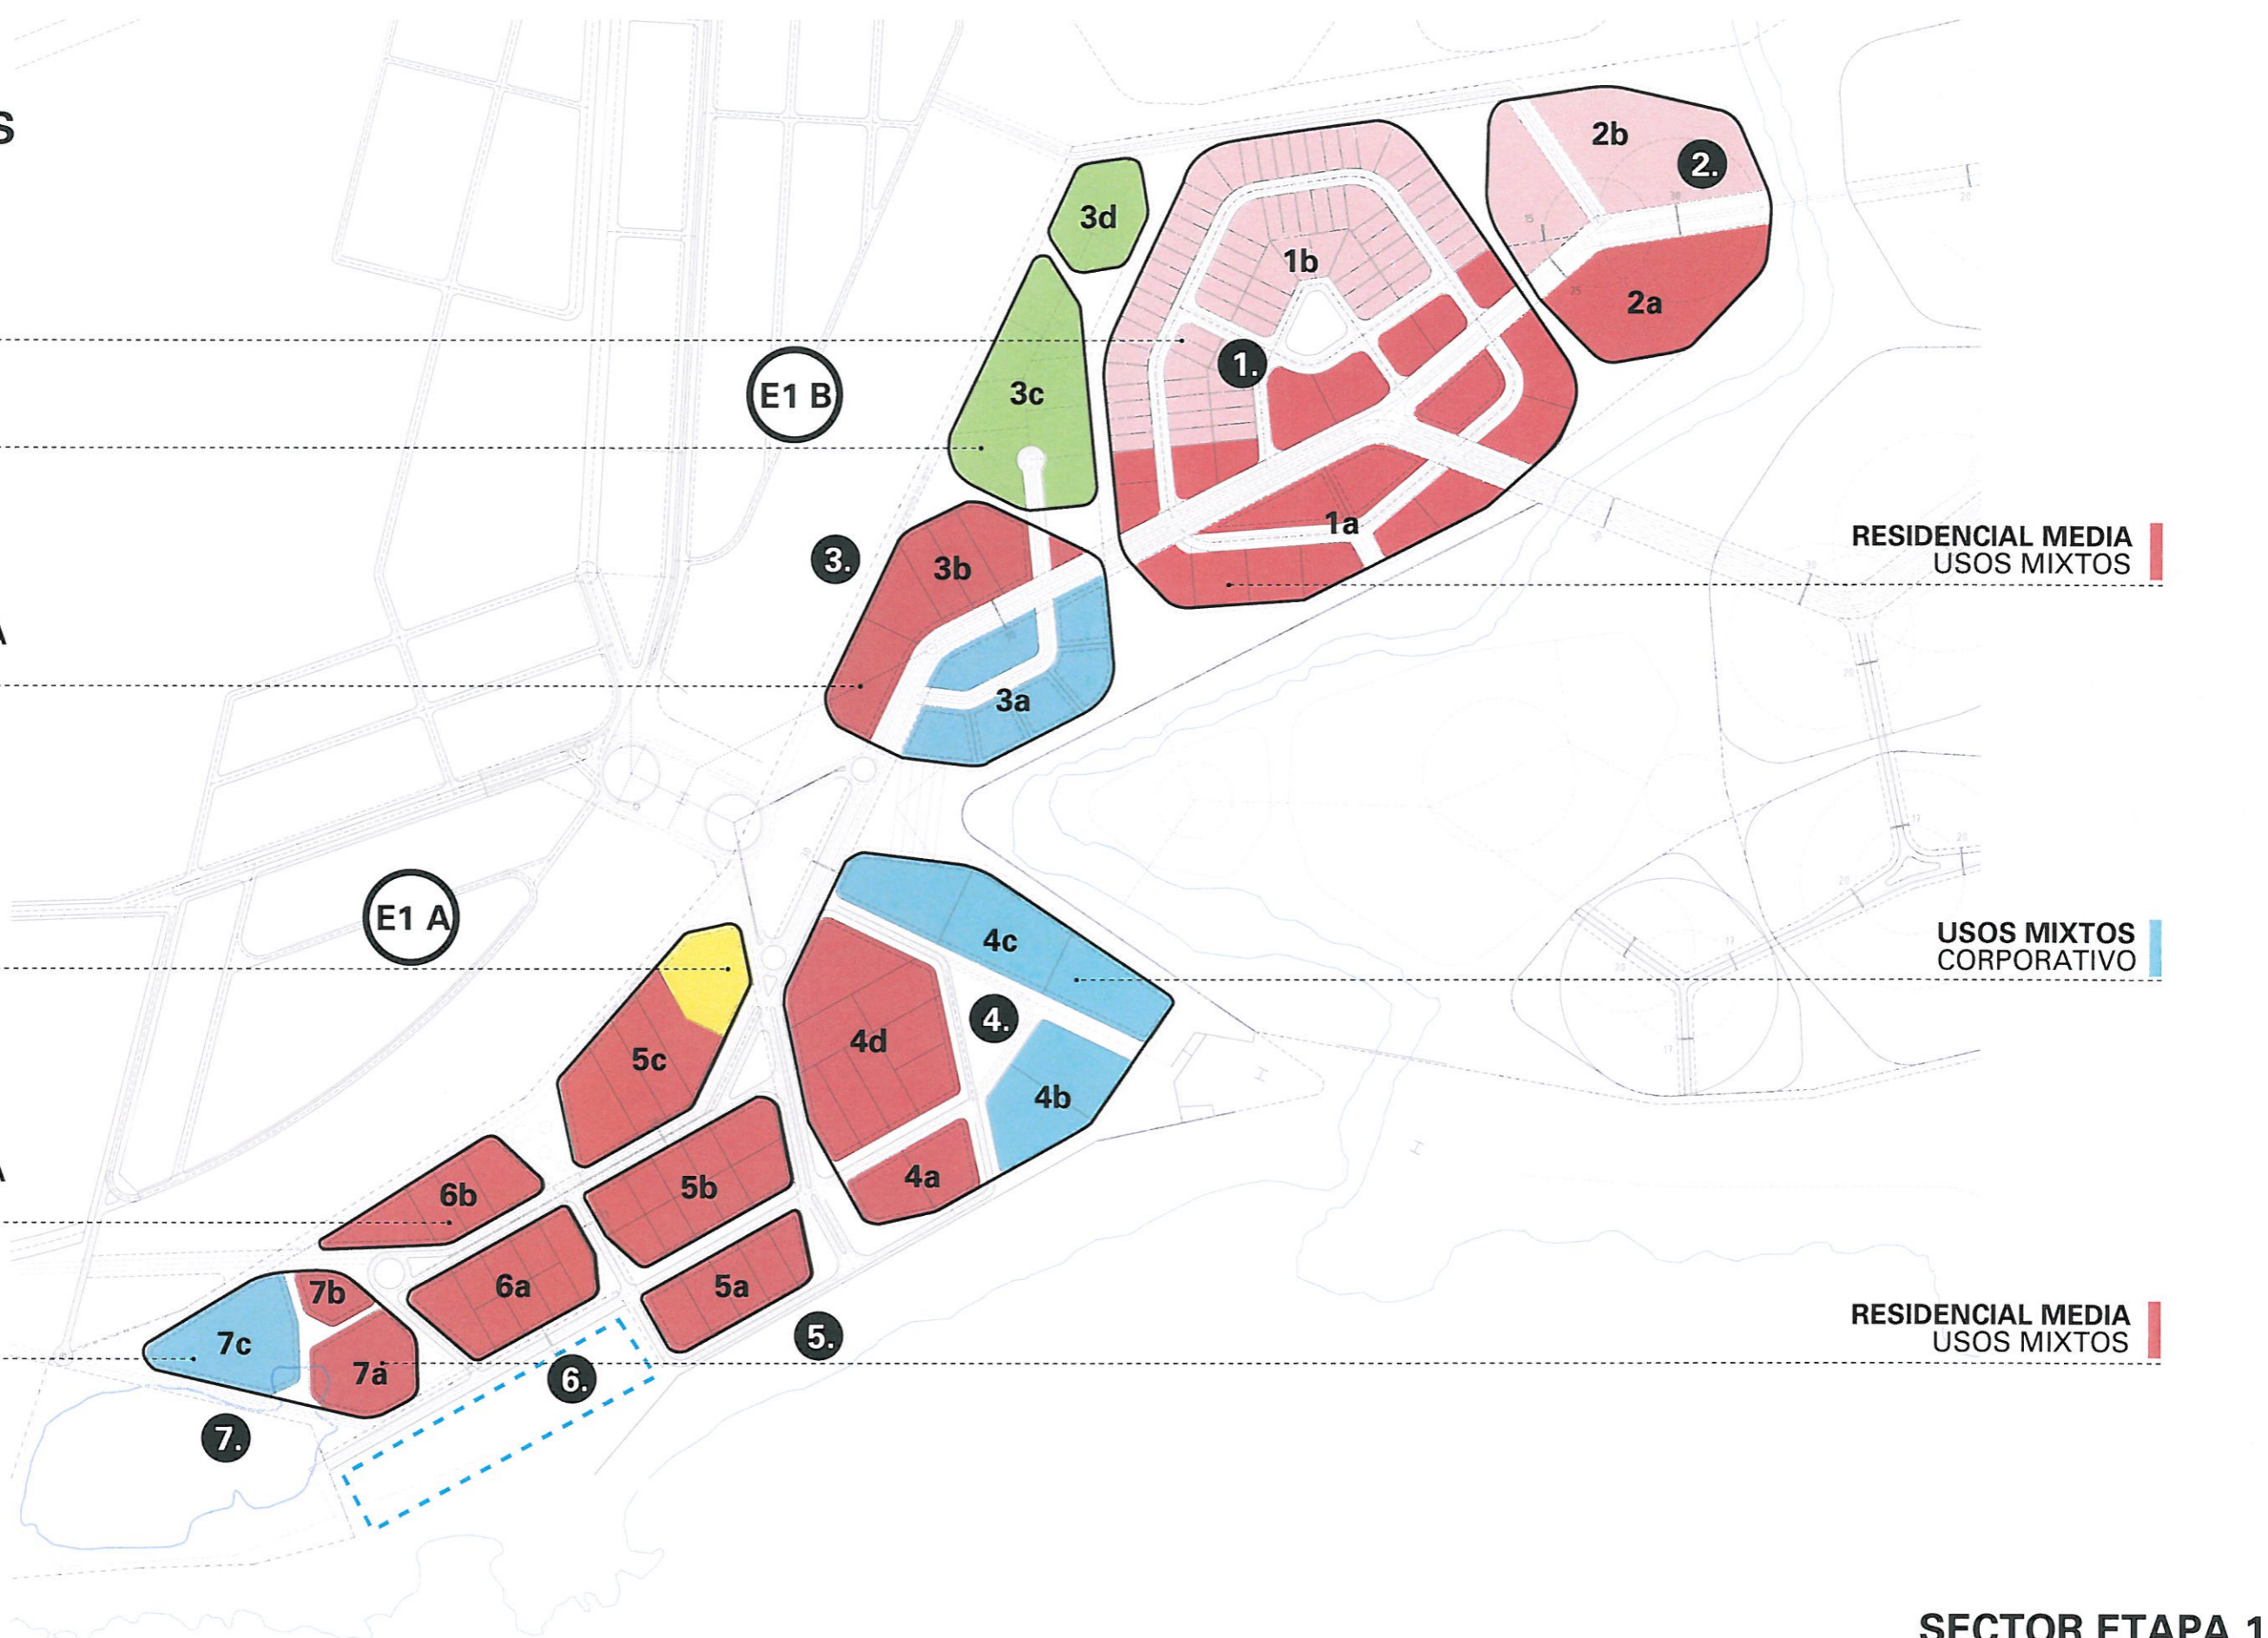 S
2b
2.
3d
1b
2a
1.
E1 B
3c
1a
RESIDENCIAL MEDIA
USOS MIXTOS
3.
3b
A
3a
E1 A
4c
USOS MIXTOS
CORPORATIVO
4.
4d
5c
4b
A
4a
5b
6b
6a
5a
7b
RESIDENCIAL MEDIA
USOS MIXTOS
5.
7c
7a
6.
7.
SECTOR ETAPA 1